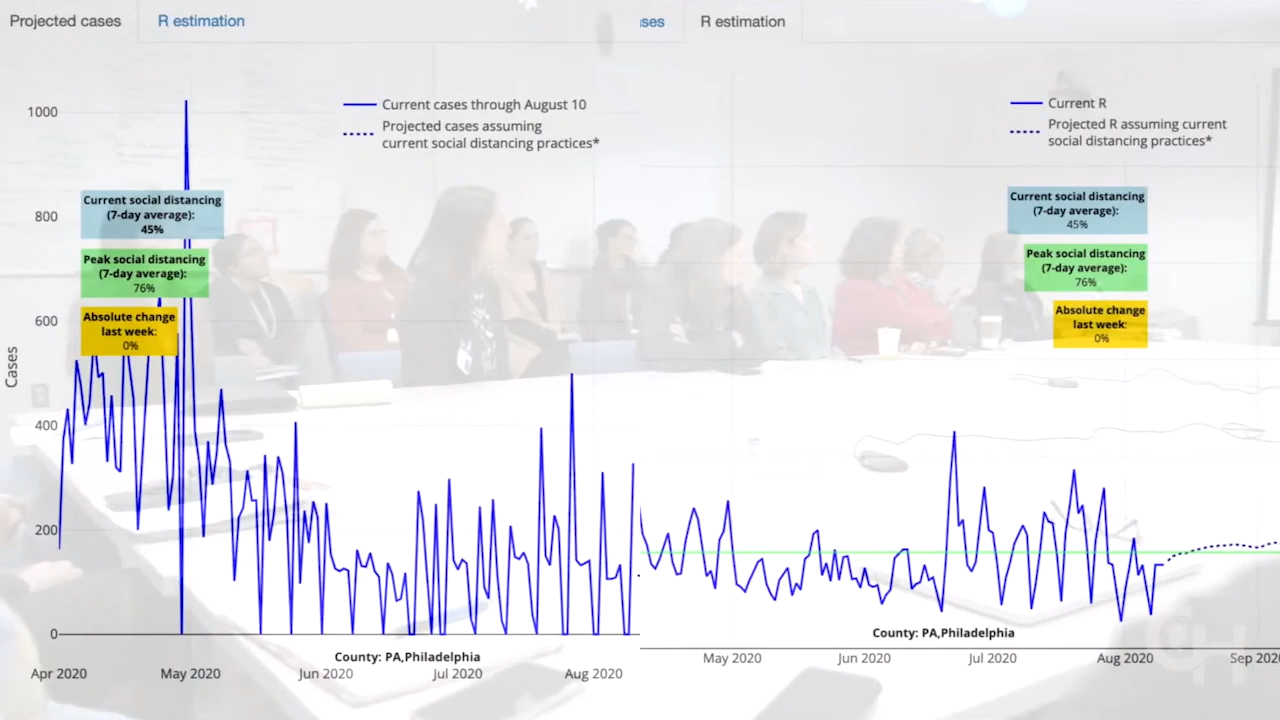 Projected cases
R estimation
1000
800
600
400
200
0
Cases
Current cases through August 10
Projected cases assuming
current social distancing practices*
Current social distancing
(7-day average):
45%
Peak social distancing
(7-day average):
76%
Absolute change
last week:
0%
County: PA,Philadelphia
Apr 2020
May 2020
Jun 2020
Jul 2020
Aug 2020
R estimation
Current R
Projected R assuming current
social distancing practices*
Current social distancing
(7-day average):
45%
Peak social distancing
(7-day average):
76%
Absolute change
last week:
0%
County: PA,Philadelphia
May 2020
Jun 2020
Jul 2020
Aug 2020
Sep 202